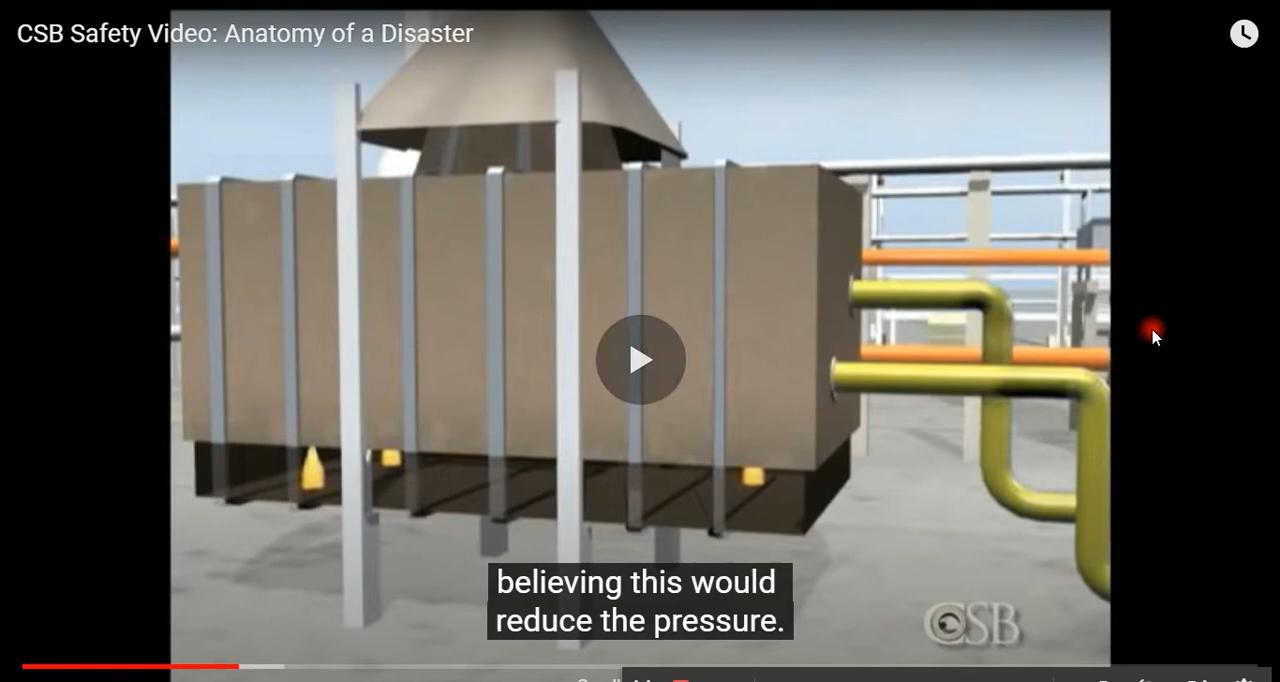 CSB Safety Video: Anatomy of a Disaster
believing this would
reduce the pressure.
CSB